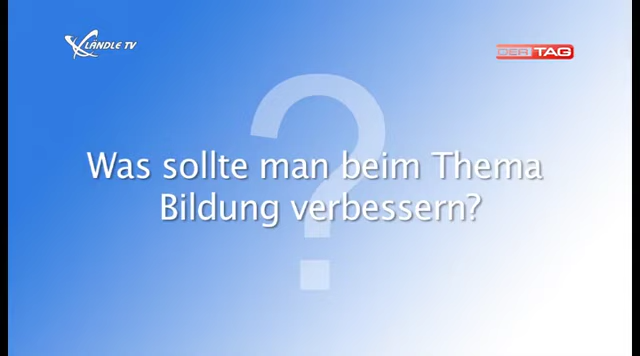 LÄNDLE TV
DER TAG
Was sollte man beim Thema
Bildung verbessern?